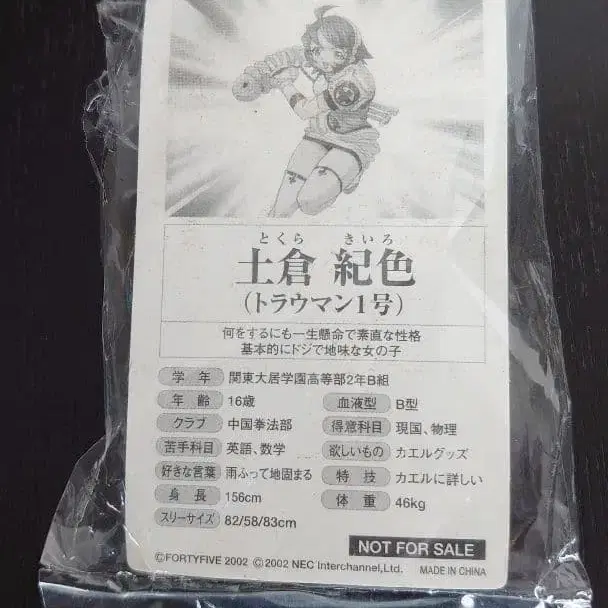 とくら きいろ
土倉 紀色
(トラウマン1号)
何をするにも一生懸命で素直な性格
基本的にドジで地味な女の子
学年 関東大居学園高等部2年B組
年齢 16歳 血液型 B型
クラブ 中国拳法部 得意科目 現国、物理
苦手科目 英語、数学 欲しいもの カエルグッズ
好きな言葉 雨ふって地固まる 特技 カエルに詳しい
身長 156cm 体重 46kg
スリーサイズ 82/58/83cm
NOT FOR SALE
©FORTYFIVE 2002 ©2002 NEC Interchannel,Ltd. MADE IN CHINA